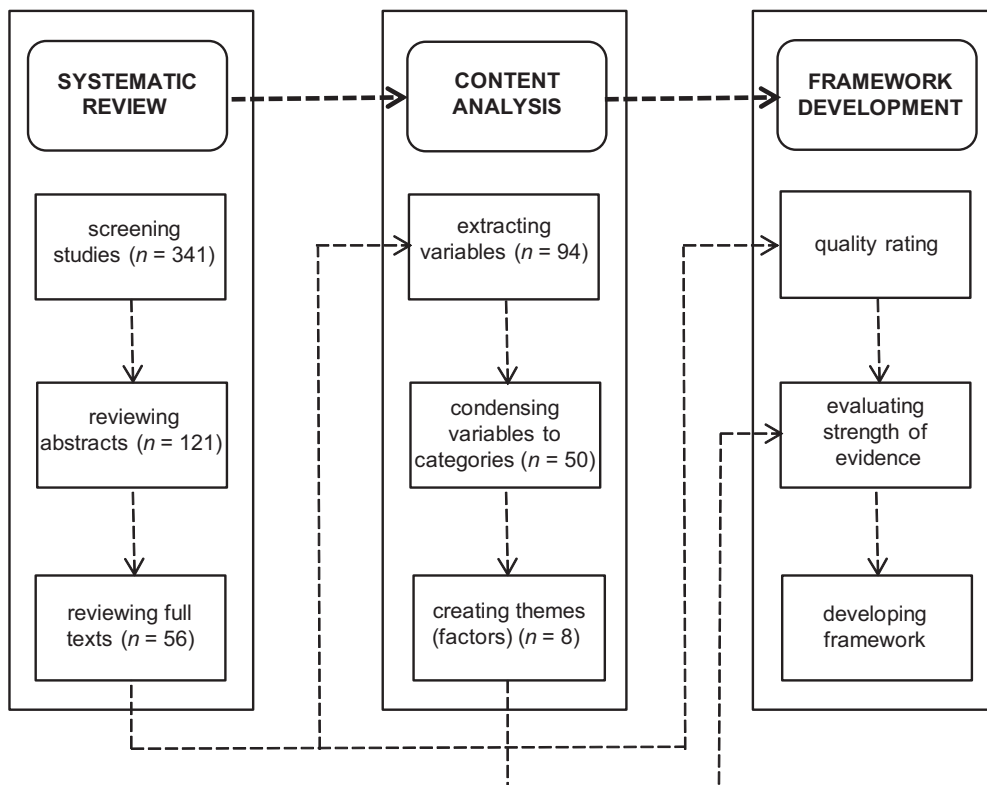 SYSTEMATIC
REVIEW
screening
studies (n = 341)
reviewing
abstracts (n = 121)
reviewing full
texts (n = 56)
CONTENT
ANALYSIS
extracting
variables (n = 94)
condensing
variables to
categories (n = 50)
creating themes
(factors) (n = 8)
FRAMEWORK
DEVELOPMENT
quality rating
evaluating
strength of
evidence
developing
framework